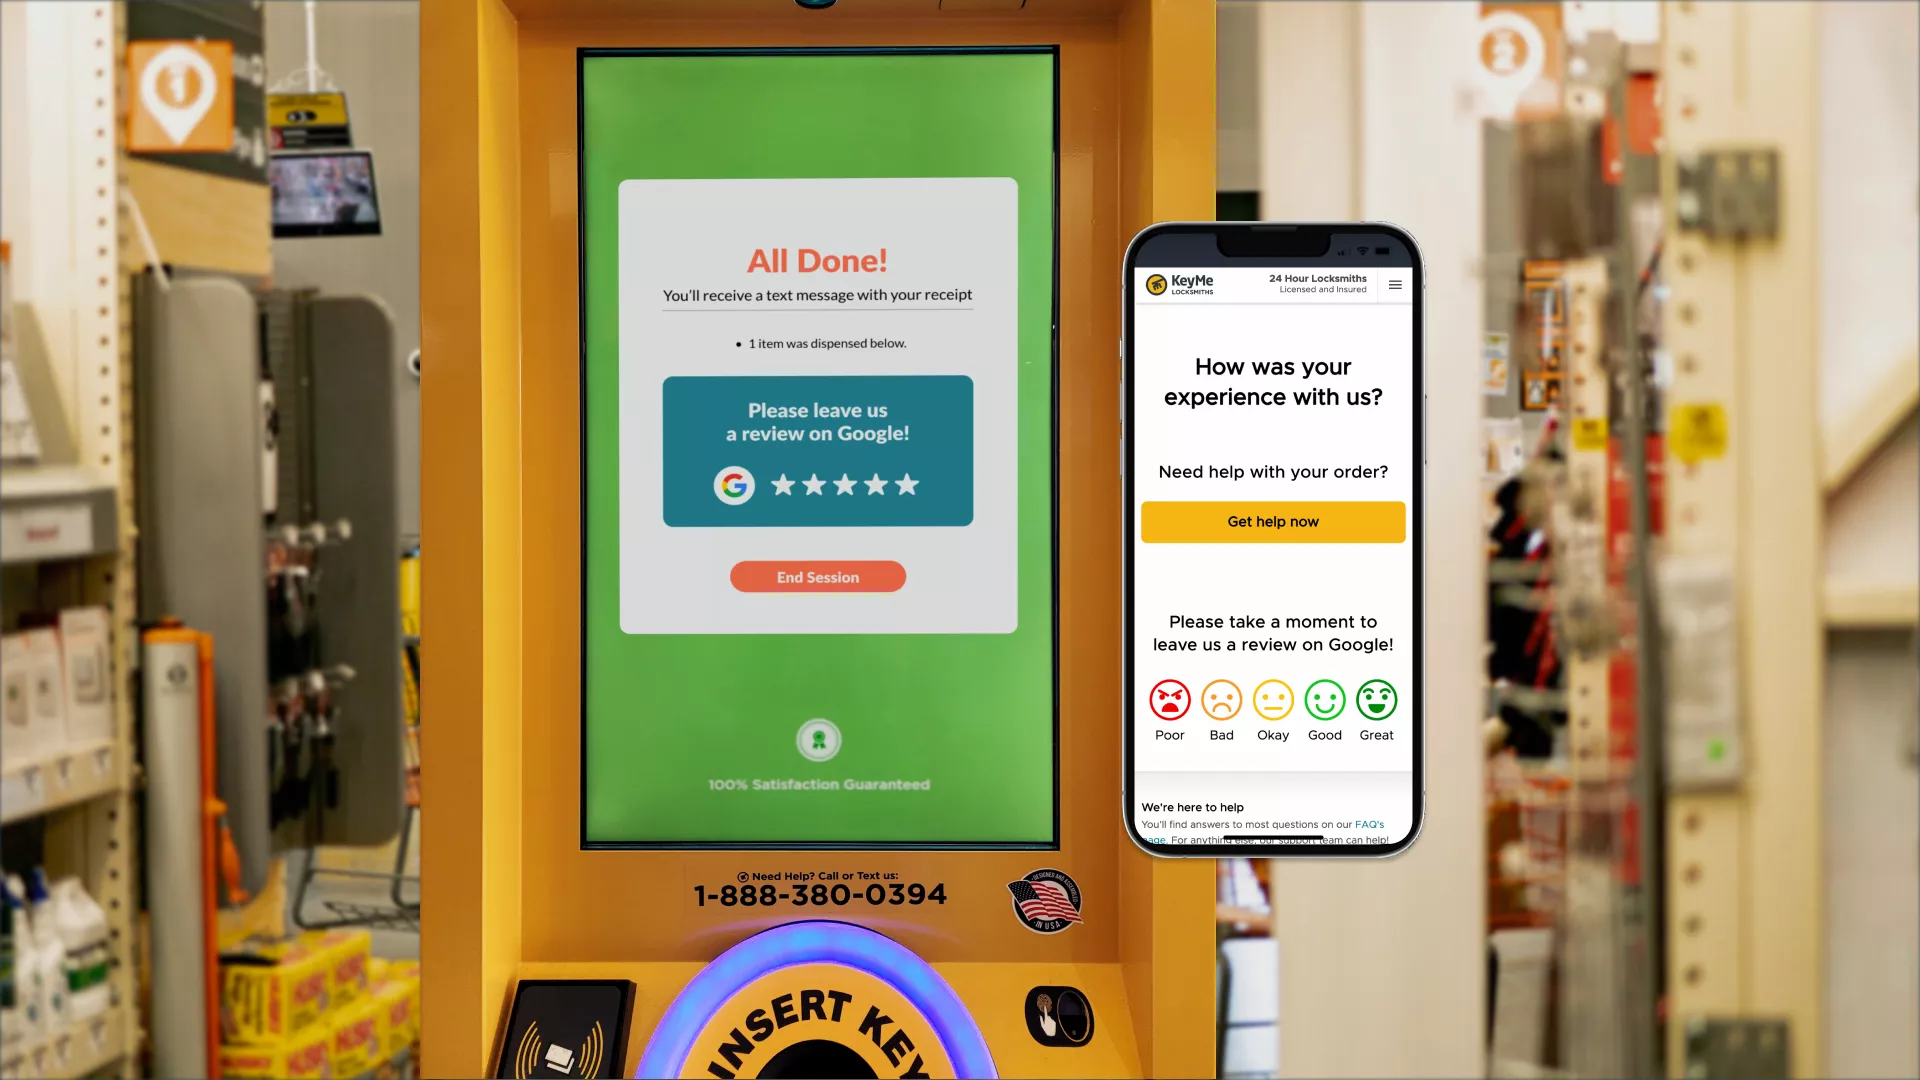 1
2
All Done!
You'll receive a text message with your receipt
• 1 item was dispensed below.
Please leave us
a review on Google!
End Session
100% Satisfaction Guaranteed
Need Help? Call or Text us:
1-888-380-0394
DESIGNED AND ASSEMBLED
IN USA
INSERT KEY
KeyMe
LOCKSMITHS
24 Hour Locksmiths
Licensed and Insured
How was your
experience with us?
Need help with your order?
Get help now
Please take a moment to
leave us a review on Google!
Poor Bad Okay Good Great
We're here to help
You'll find answers to most questions on our FAQ's
page. For anything else, our support team can help!